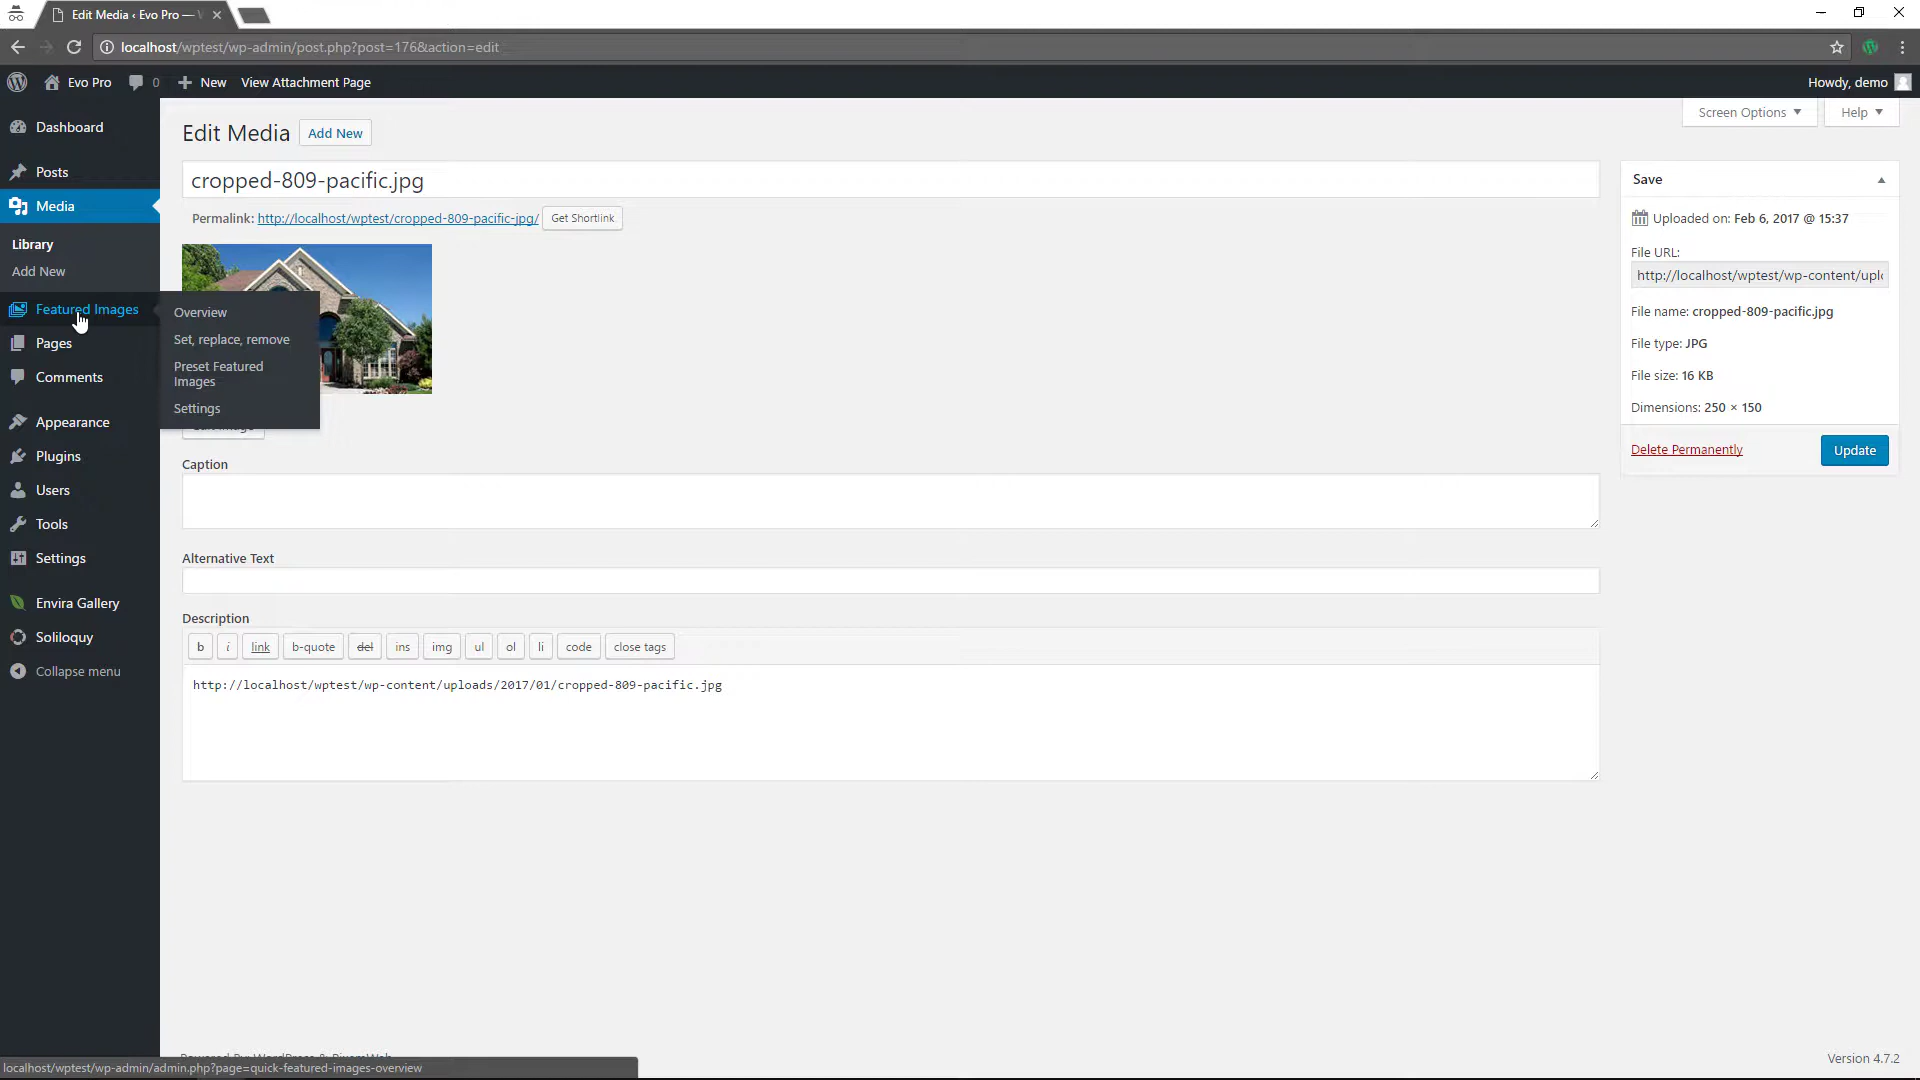 Edit Media ‹ Evo Pro —
localhost/wptest/wp-admin/post.php?post=176&action=edit
Evo Pro
0
New
View Attachment Page
Howdy, demo
Dashboard
Posts
Media
Library
Add New
Featured Images
Pages
Comments
Appearance
Plugins
Users
Tools
Settings
Envira Gallery
Soliloquy
Collapse menu
Overview
Set, replace, remove
Preset Featured
Images
Settings
Screen Options
Help
Edit Media
Add New
cropped-809-pacific.jpg
Permalink: http://localhost/wptest/cropped-809-pacific-jpg/
Get Shortlink
Caption
Alternative Text
Description
b
i
link
b-quote
del
ins
img
ul
ol
li
code
close tags
http://localhost/wptest/wp-content/uploads/2017/01/cropped-809-pacific.jpg
Save
Uploaded on: Feb 6, 2017 @ 15:37
File URL:
http://localhost/wptest/wp-content/uplo
File name: cropped-809-pacific.jpg
File type: JPG
File size: 16 KB
Dimensions: 250 × 150
Delete Permanently
Update
Version 4.7.2
localhost/wptest/wp-admin/admin.php?page=quick-featured-images-overview